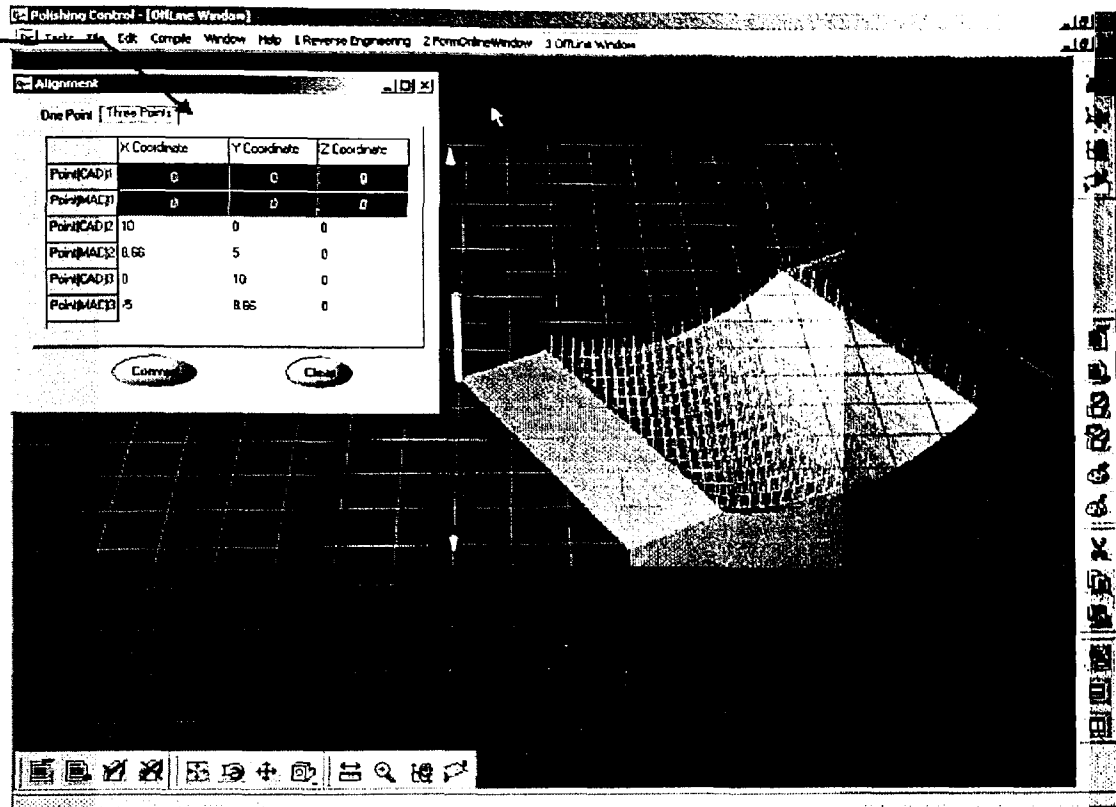 Polishing Control - [OffLine Window]
Tasks File Edit Compile Window Help 1 Reverse Engineering 2 FormOnlineWindow 3 OffLine Window
Alignment
One Point Three Points
X Coordinate Y Coordinate Z Coordinate
Point(CAD)1 0 0 0
Point(MAC)1 0 0 0
Point(CAD)2 10 0 0
Point(MAC)2 8.66 5 0
Point(CAD)3 0 10 0
Point(MAC)3 -5 8.66 0
Clear